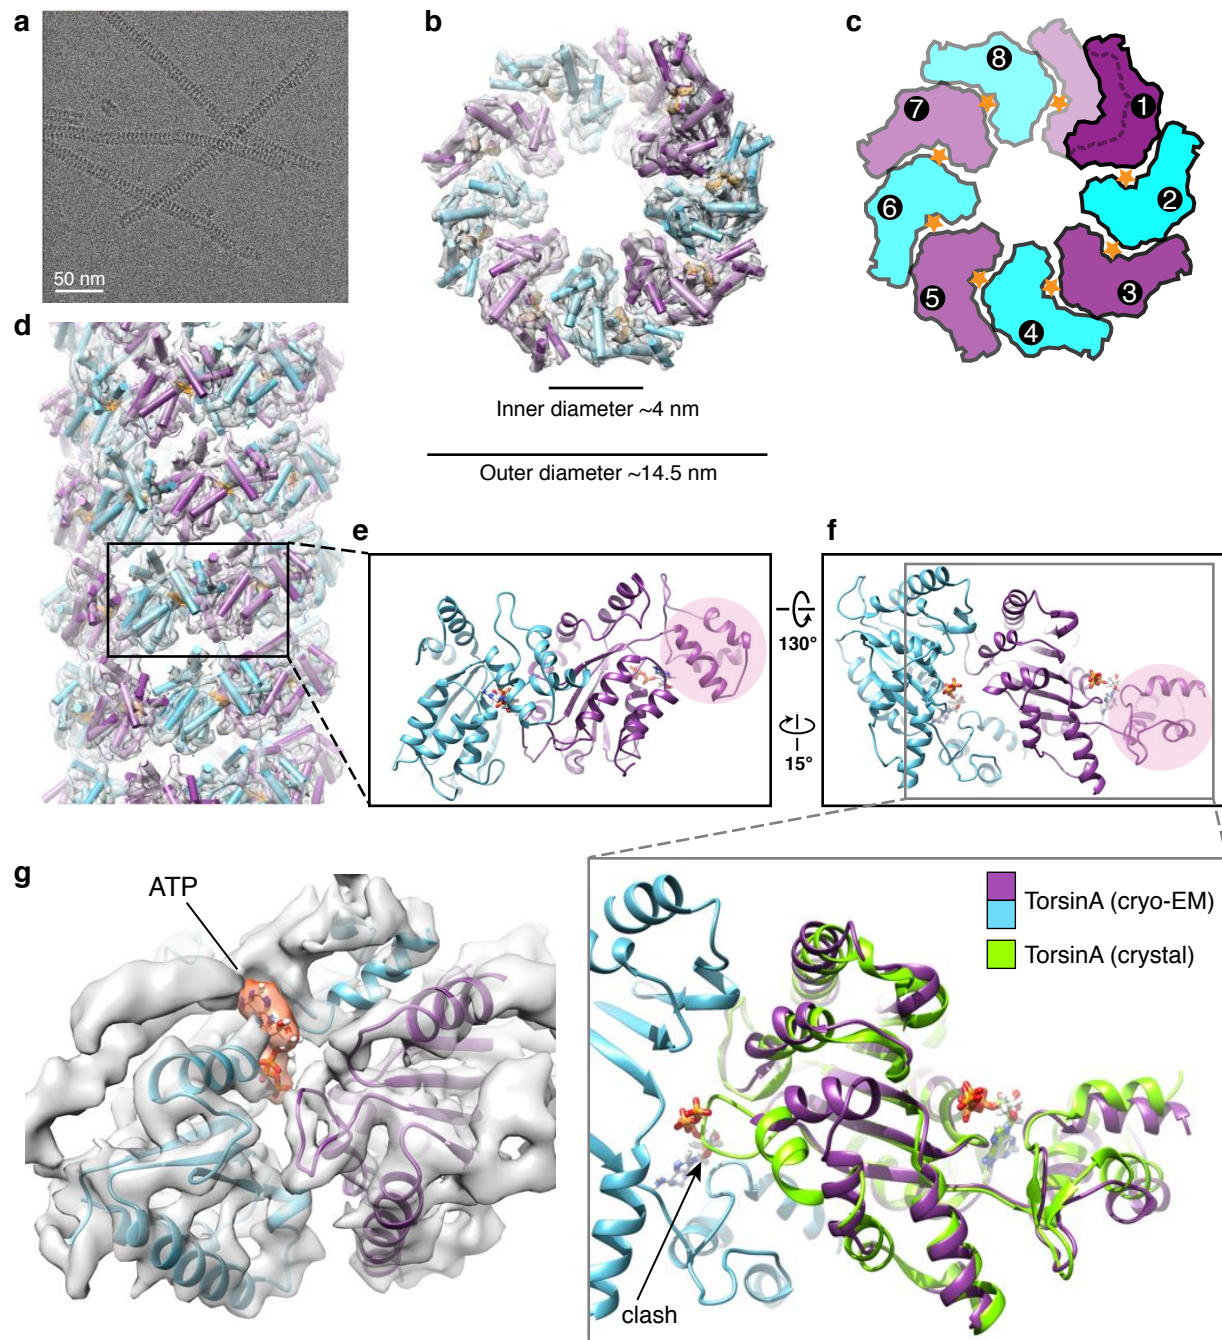 a
50 nm
b
Inner diameter ~4 nm
Outer diameter ~14.5 nm
c
8
1
7
2
6
3
5
4
d
e
130°
15°
f
g
ATP
TorsinA (cryo-EM)
TorsinA (crystal)
clash